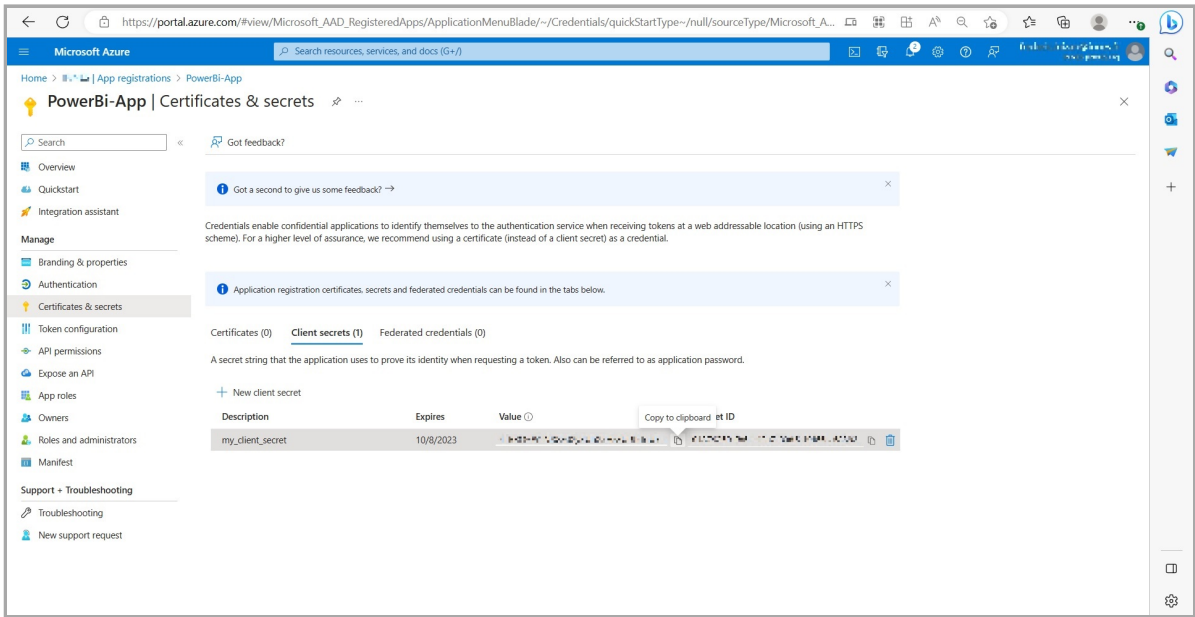 https://portal.azure.com/#view/Microsoft_AAD_RegisteredApps/ApplicationMenuBlade/~/Credentials/quickStartType~/null/sourceType/Microsoft_A...
Microsoft Azure
Search resources, services, and docs (G+/)
2
Home > | App registrations > PowerBi-App
PowerBi-App | Certificates & secrets
Search
Got feedback?
Overview
Quickstart
Integration assistant
Manage
Branding & properties
Authentication
Certificates & secrets
Token configuration
API permissions
Expose an API
App roles
Owners
Roles and administrators
Manifest
Support + Troubleshooting
Troubleshooting
New support request
Got a second to give us some feedback?
Credentials enable confidential applications to identify themselves to the authentication service when receiving tokens at a web addressable location (using an HTTPS
scheme). For a higher level of assurance, we recommend using a certificate (instead of a client secret) as a credential.
Application registration certificates, secrets and federated credentials can be found in the tabs below.
Certificates (0) Client secrets (1) Federated credentials (0)
A secret string that the application uses to prove its identity when requesting a token. Also can be referred to as application password.
New client secret
Description Expires Value Copy to clipboard et ID
my_client_secret 10/8/2023